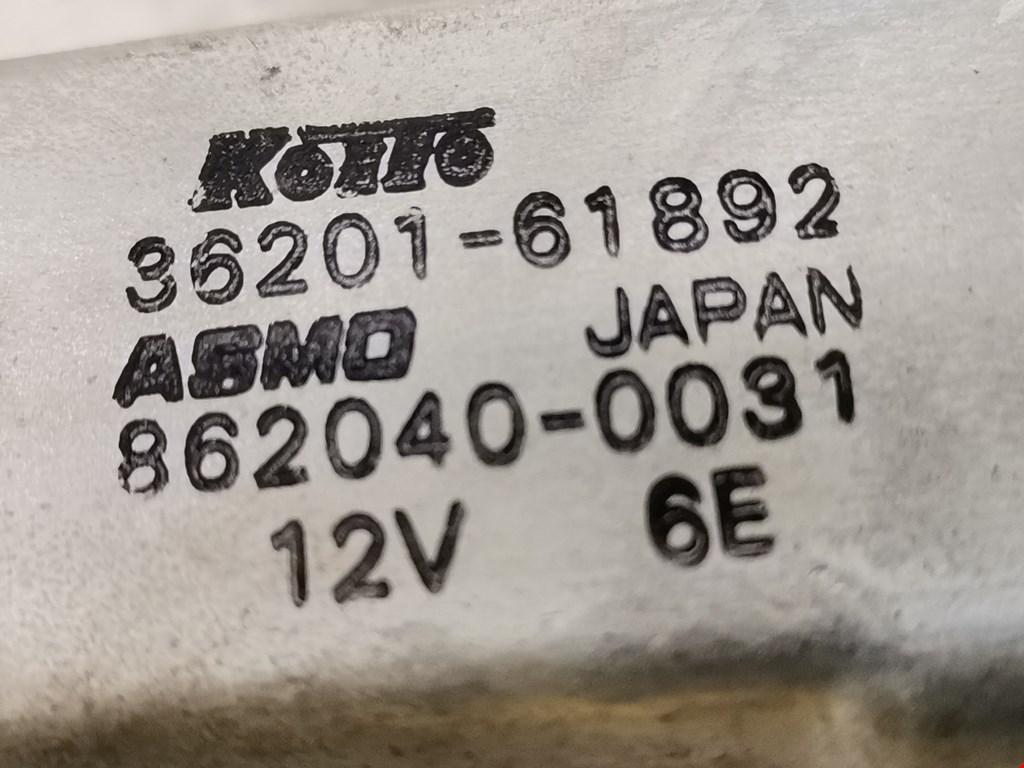 KOITO
36201-61892
ASMO JAPAN
862040-0031
12V 6E